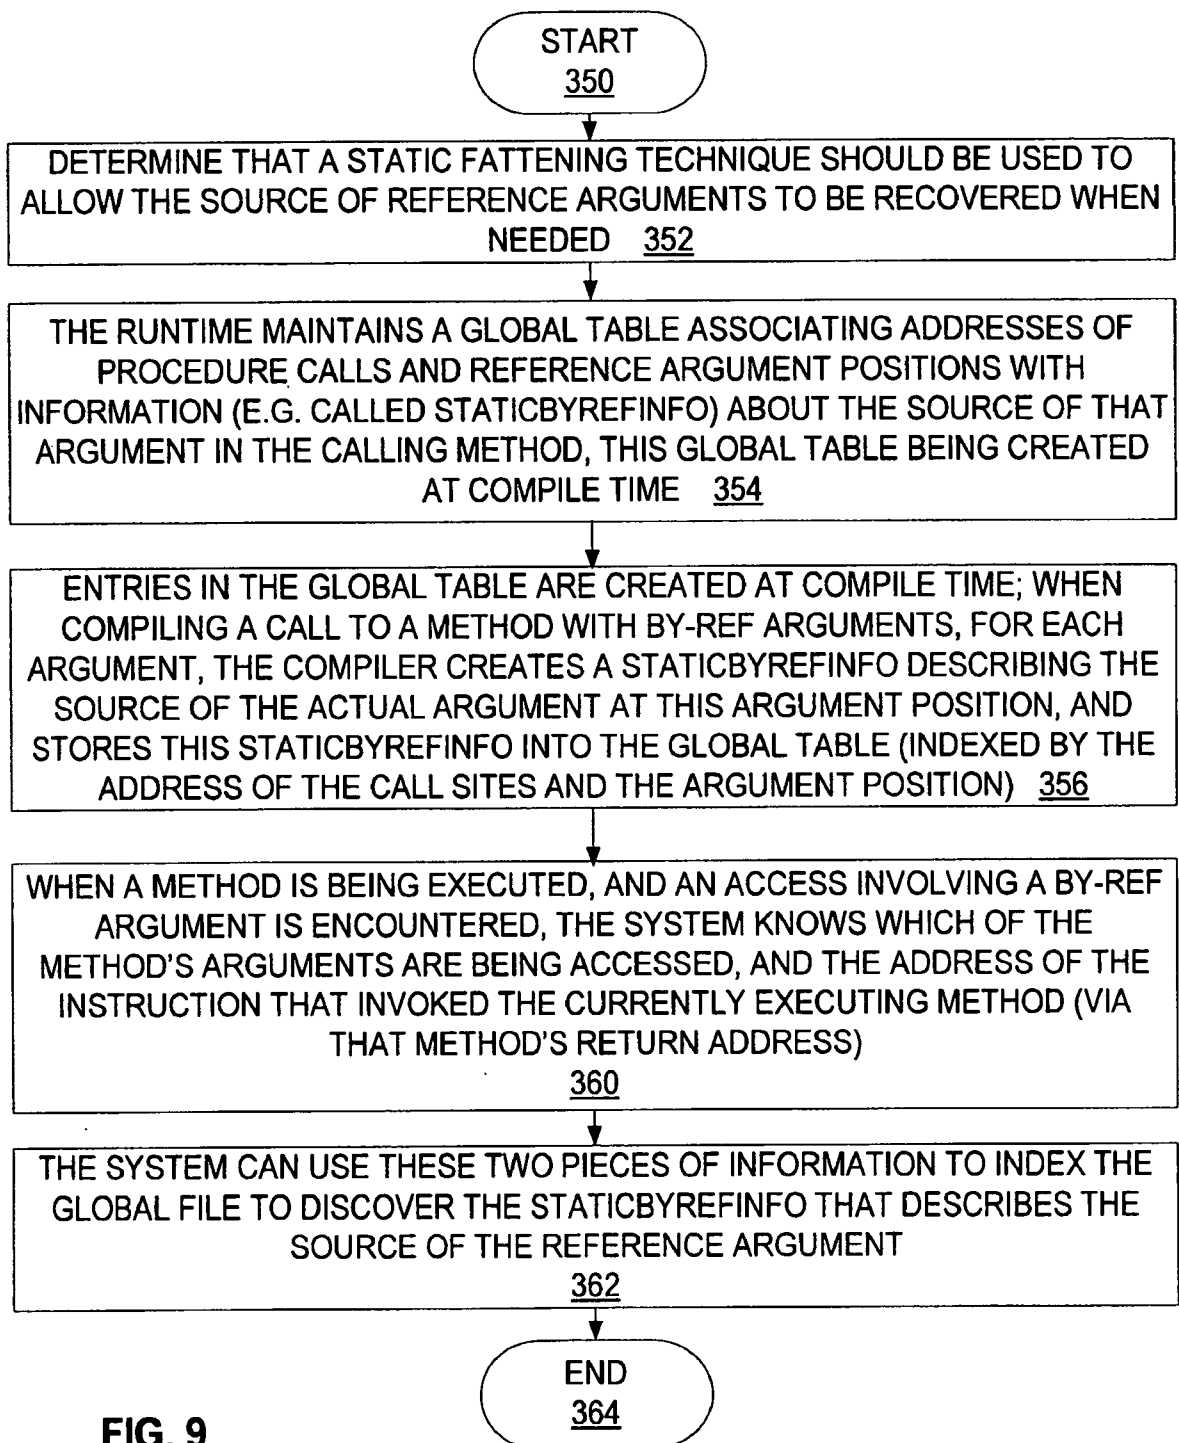 START
350
DETERMINE THAT A STATIC FATTENING TECHNIQUE SHOULD BE USED TO
ALLOW THE SOURCE OF REFERENCE ARGUMENTS TO BE RECOVERED WHEN
NEEDED 352
THE RUNTIME MAINTAINS A GLOBAL TABLE ASSOCIATING ADDRESSES OF
PROCEDURE CALLS AND REFERENCE ARGUMENT POSITIONS WITH
INFORMATION (E.G. CALLED STATICBYREFINFO) ABOUT THE SOURCE OF THAT
ARGUMENT IN THE CALLING METHOD, THIS GLOBAL TABLE BEING CREATED
AT COMPILE TIME 354
ENTRIES IN THE GLOBAL TABLE ARE CREATED AT COMPILE TIME; WHEN
COMPILING A CALL TO A METHOD WITH BY-REF ARGUMENTS, FOR EACH
ARGUMENT, THE COMPILER CREATES A STATICBYREFINFO DESCRIBING THE
SOURCE OF THE ACTUAL ARGUMENT AT THIS ARGUMENT POSITION, AND
STORES THIS STATICBYREFINFO INTO THE GLOBAL TABLE (INDEXED BY THE
ADDRESS OF THE CALL SITES AND THE ARGUMENT POSITION) 356
WHEN A METHOD IS BEING EXECUTED, AND AN ACCESS INVOLVING A BY-REF
ARGUMENT IS ENCOUNTERED, THE SYSTEM KNOWS WHICH OF THE
METHOD'S ARGUMENTS ARE BEING ACCESSED, AND THE ADDRESS OF THE
INSTRUCTION THAT INVOKED THE CURRENTLY EXECUTING METHOD (VIA
THAT METHOD'S RETURN ADDRESS)
360
THE SYSTEM CAN USE THESE TWO PIECES OF INFORMATION TO INDEX THE
GLOBAL FILE TO DISCOVER THE STATICBYREFINFO THAT DESCRIBES THE
SOURCE OF THE REFERENCE ARGUMENT
362
END
364
FIG. 9